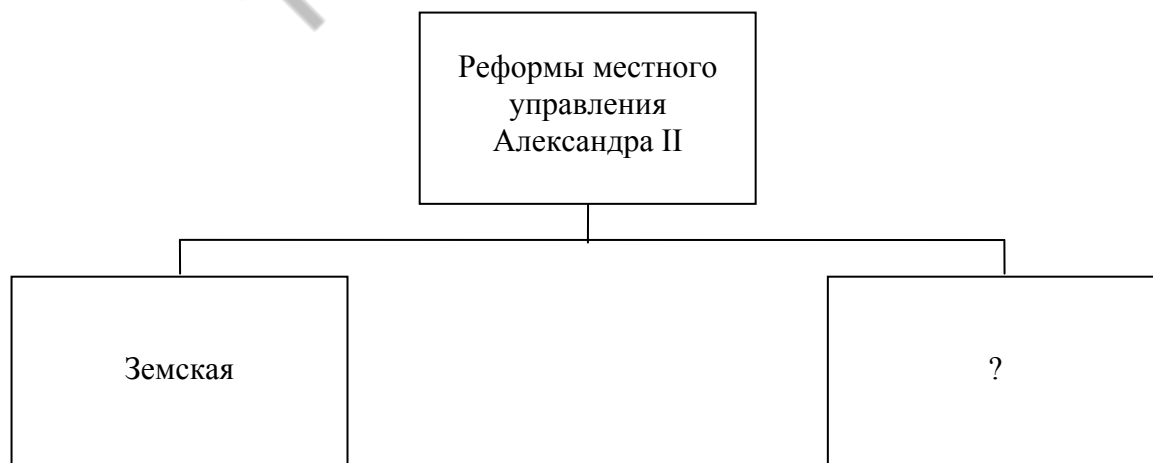 Реформы местного
управления
Александра II
Земская
?